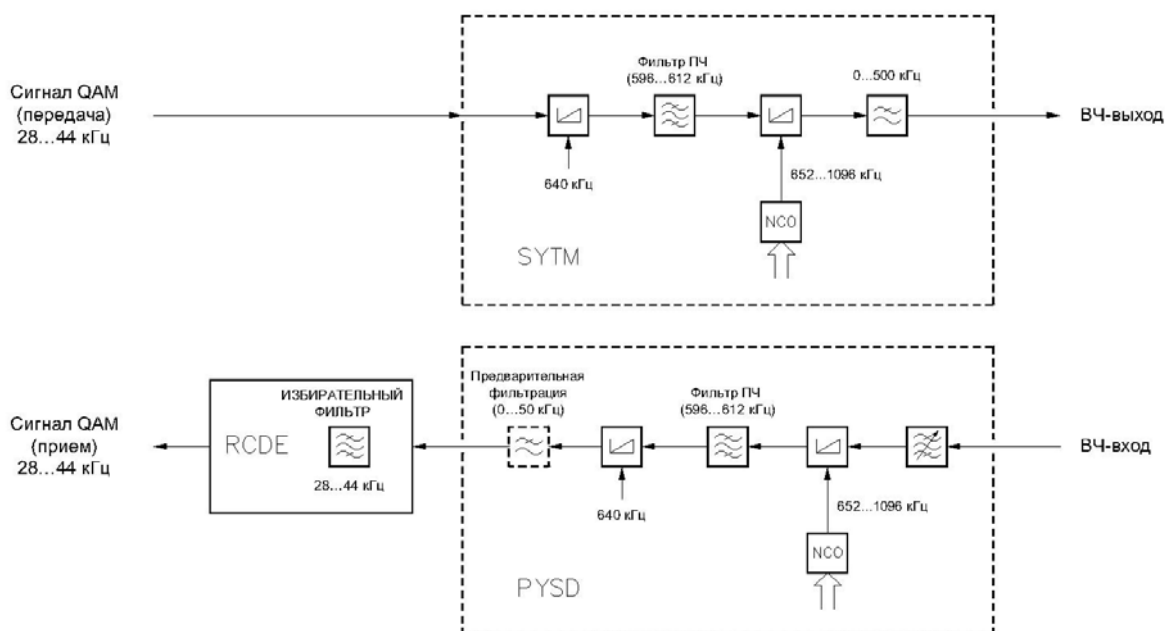 Сигнал QAM
(передача)
28...44 кГц
Фильтр ПЧ
(596...612 кГц)
0...500 кГц
ВЧ-выход
640 кГц
652...1096 кГц
NCO
SYTM
Сигнал QAM
(прием)
28...44 кГц
RCDE
ИЗБИРАТЕЛЬНЫЙ
ФИЛЬТР
28...44 кГц
Предварительная
фильтрация
(0...50 кГц)
Фильтр ПЧ
(596...612 кГц)
ВЧ-вход
640 кГц
652...1096 кГц
NCO
PYSD